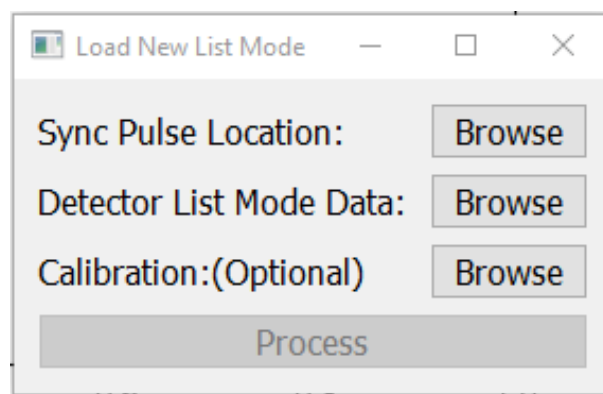 Load New List Mode
Sync Pulse Location: Browse
Detector List Mode Data: Browse
Calibration:(Optional) Browse
Process